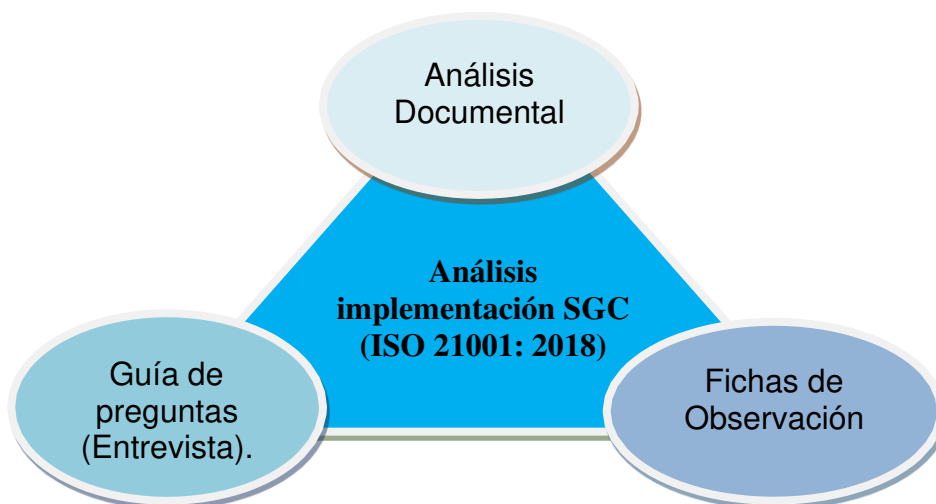 Análisis
Documental
Análisis
implementación SGC
(ISO 21001: 2018)
Guía de
preguntas
(Entrevista).
Fichas de
Observación